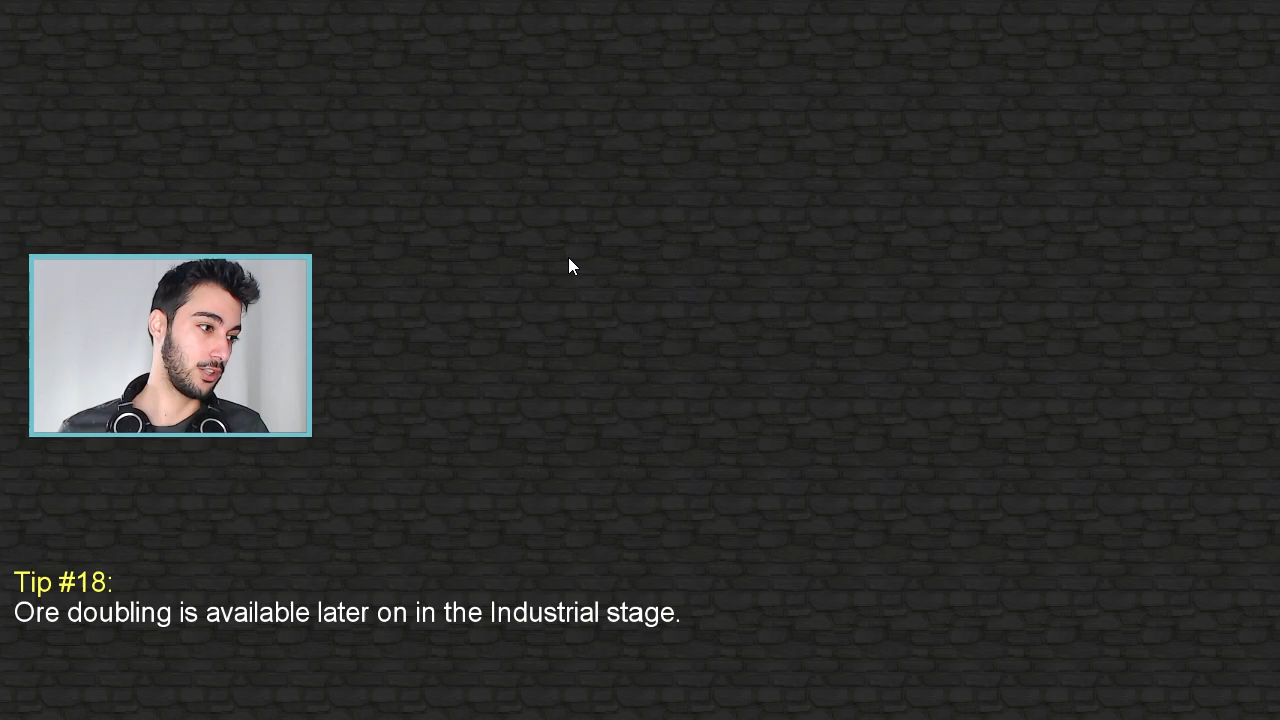 Tip #18:
Ore doubling is available later on in the Industrial stage.